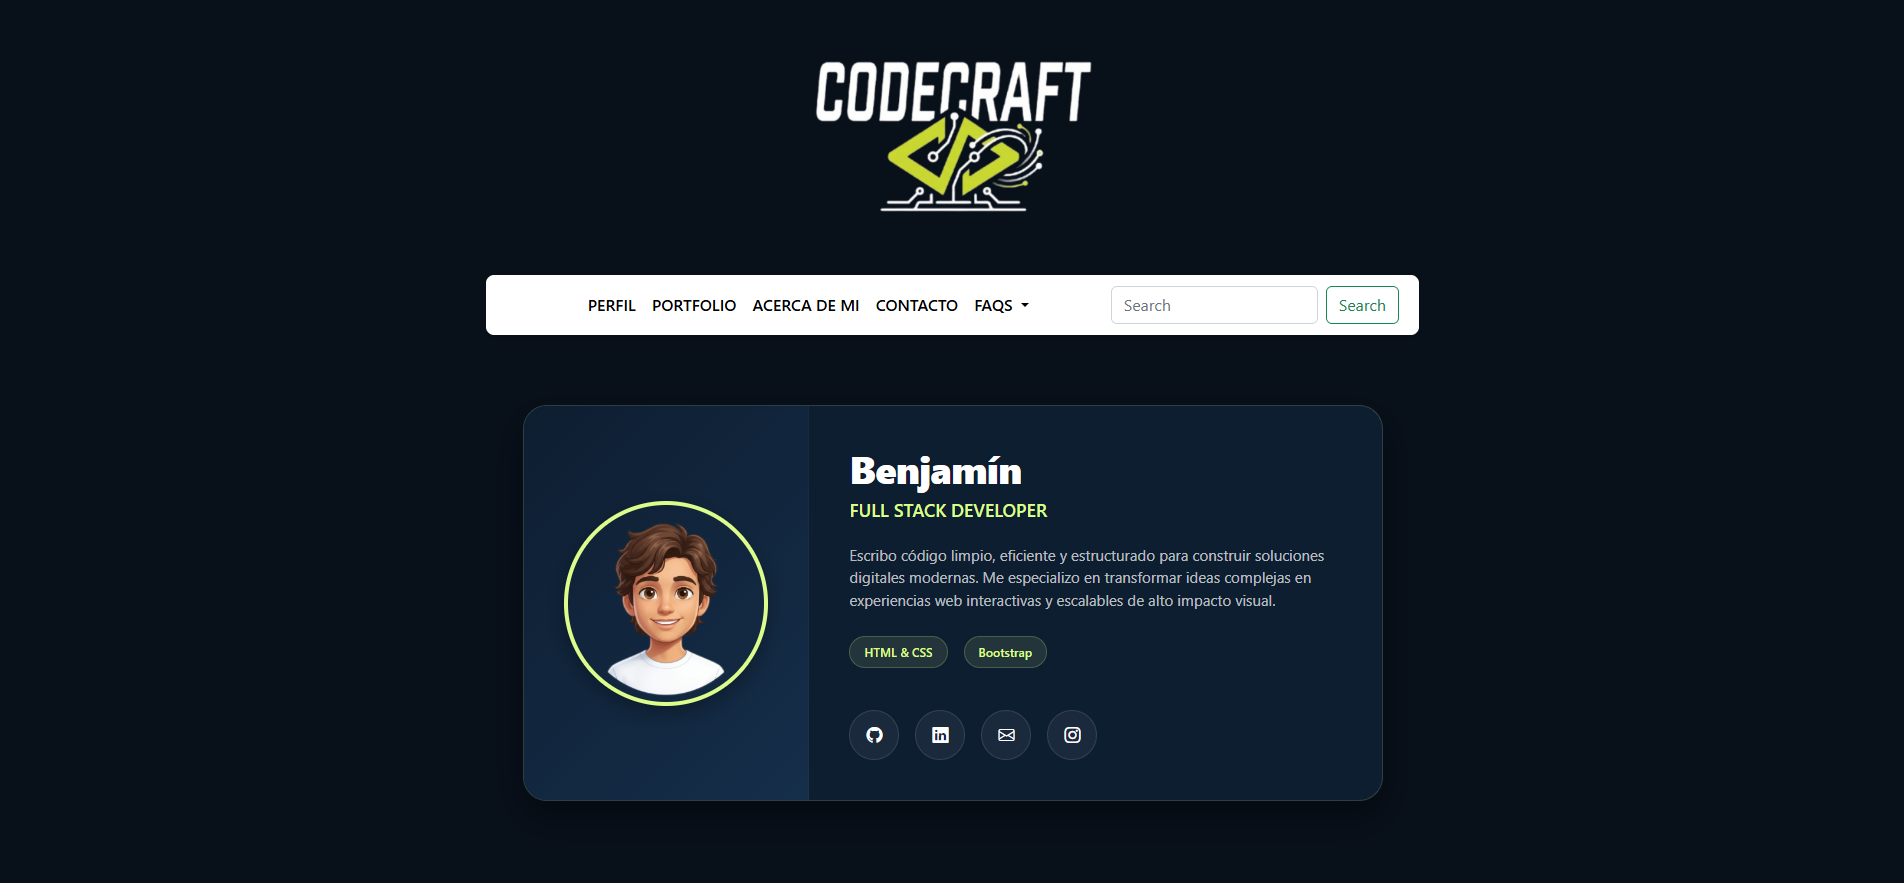 CODECRAFT
PERFIL PORTFOLIO ACERCA DE MI CONTACTO FAQS Search Search
Benjamín
FULL STACK DEVELOPER
Escribo código limpio, eficiente y estructurado para construir soluciones
digitales modernas. Me especializo en transformar ideas complejas en
experiencias web interactivas y escalables de alto impacto visual.
HTML & CSS Bootstrap